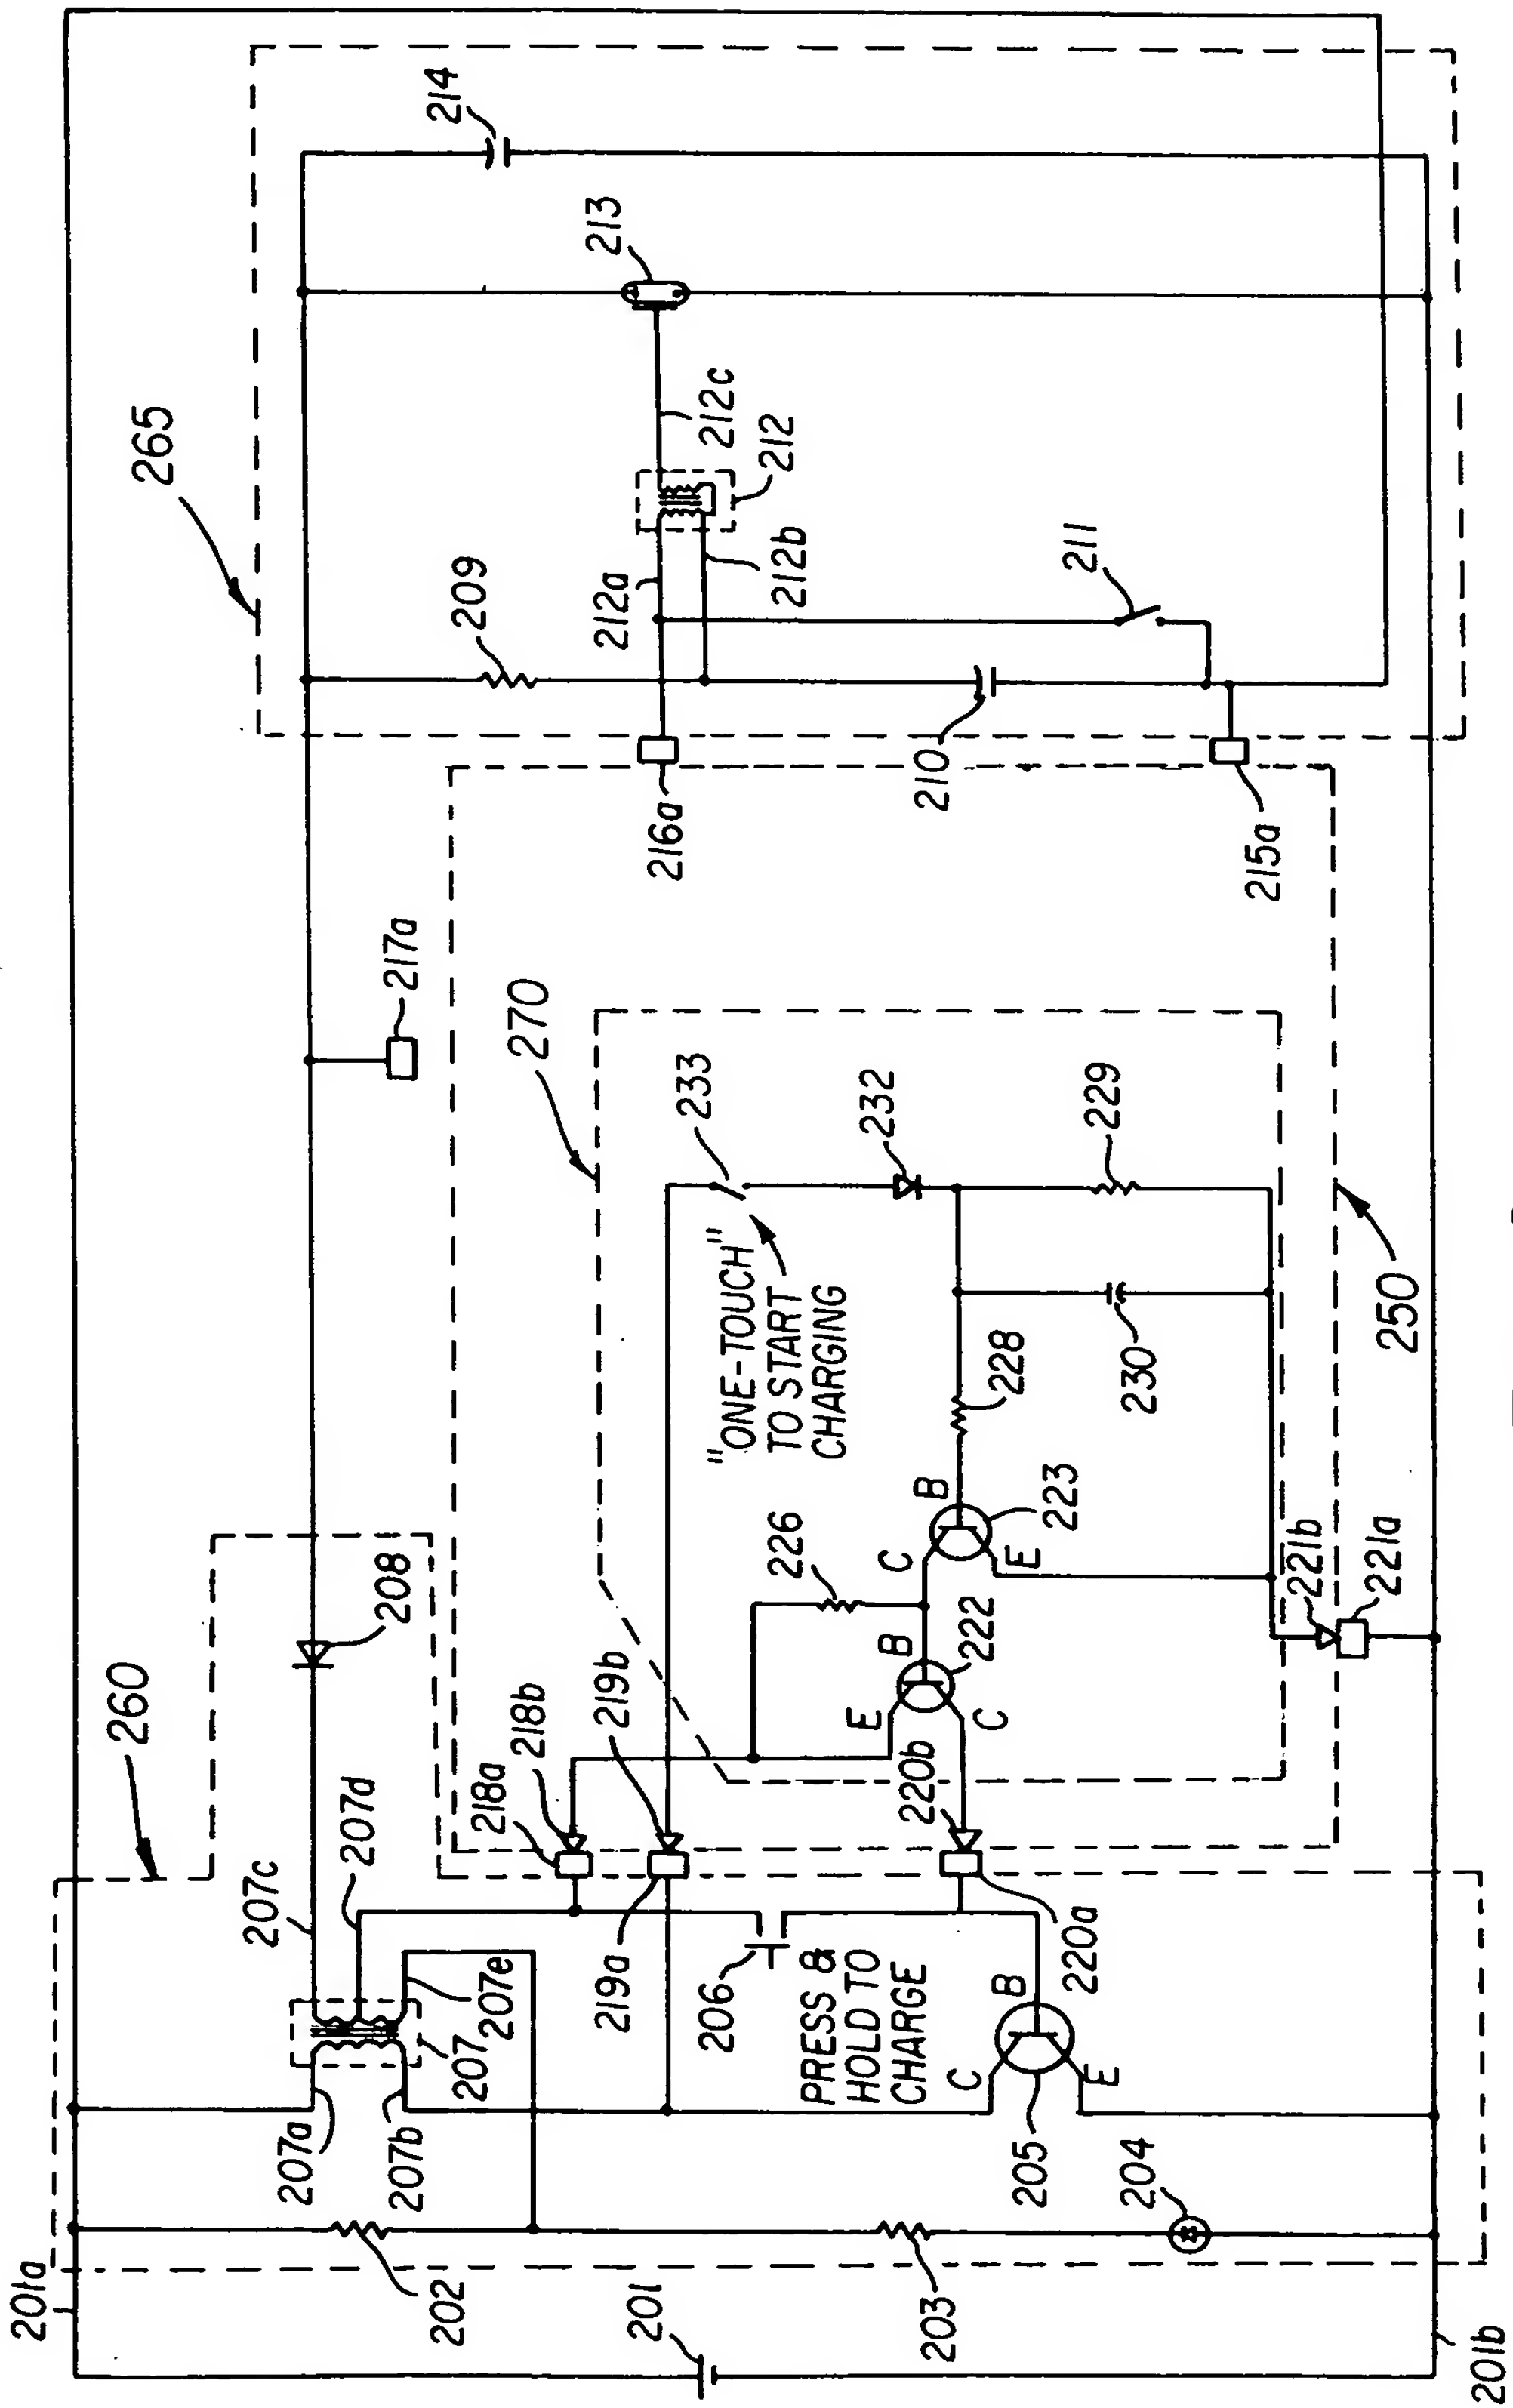 201a
202
201
203
201b
260
207a
207b
207
207c
207d
207e
208
206
PRESS &
HOLD TO
CHARGE
C
B
E
205
204
218a
218b
219a
219b
220a
220b
E
B
C
222
226
C
B
E
223
228
230
221b
221a
250
270
233
"ONE-TOUCH"
TO START
CHARGING
232
229
217a
216a
215a
210
265
209
212a
212b
212c
212
211
213
214